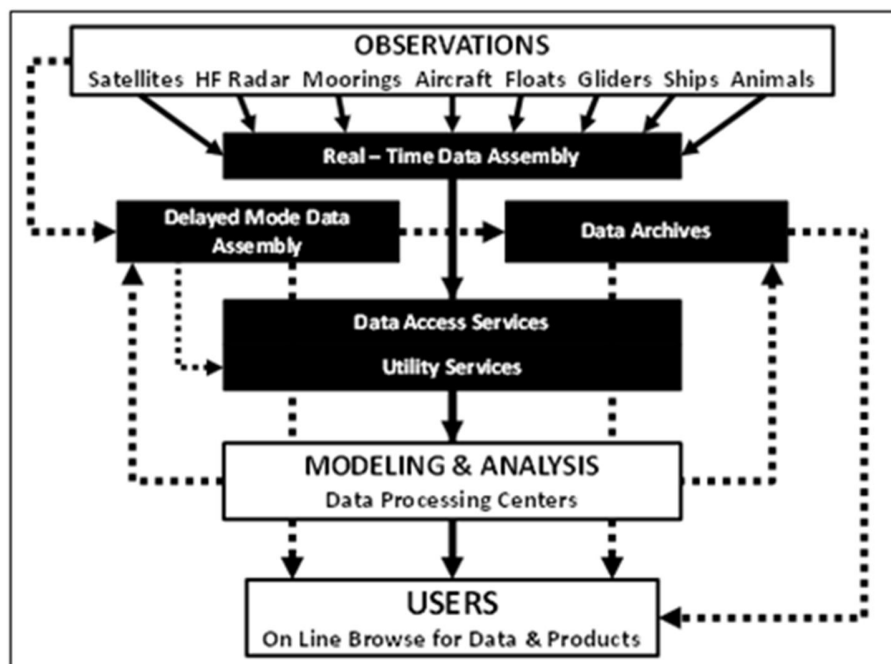 OBSERVATIONS
Satellites HF Radar Moorings Aircraft Floats Gliders Ships Animals
Real – Time Data Assembly
Delayed Mode Data
Assembly
Data Archives
Data Access Services
Utility Services
MODELING & ANALYSIS
Data Processing Centers
USERS
On Line Browse for Data & Products